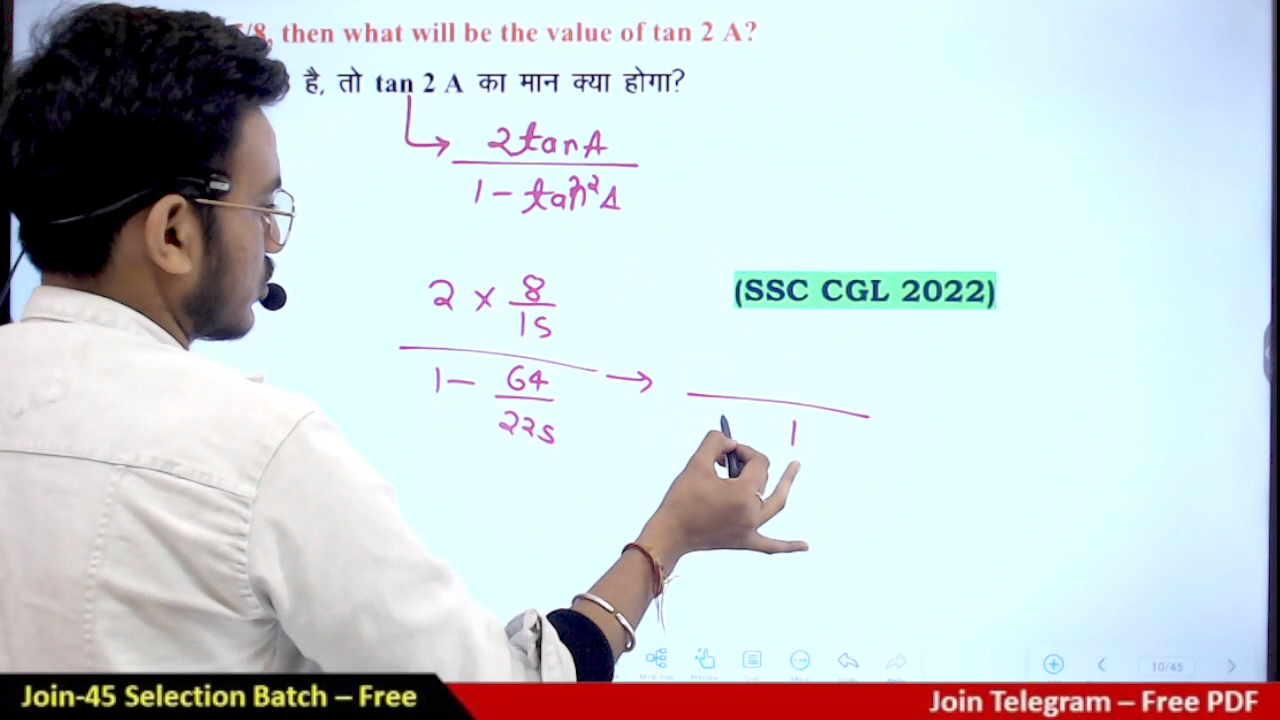 /8, then what will be the value of tan 2 A?
है, तो tan 2 A का मान क्या होगा?
2tanA
1 - tan²A
2 × 8/15
1 - 64/225
→
1
(SSC CGL 2022)
10/45
Join-45 Selection Batch – Free
Join Telegram – Free PDF